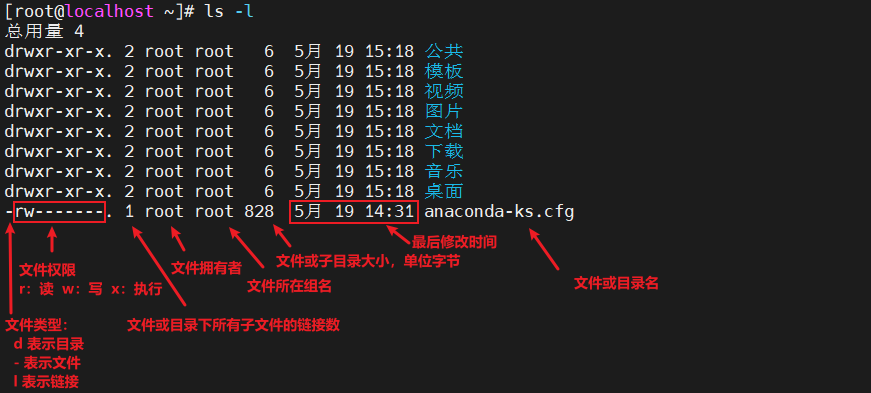 [root@localhost ~]# ls -l
总用量 4
drwxr-xr-x. 2 root root   6  5月 19 15:18 公共
drwxr-xr-x. 2 root root   6  5月 19 15:18 模板
drwxr-xr-x. 2 root root   6  5月 19 15:18 视频
drwxr-xr-x. 2 root root   6  5月 19 15:18 图片
drwxr-xr-x. 2 root root   6  5月 19 15:18 文档
drwxr-xr-x. 2 root root   6  5月 19 15:18 下载
drwxr-xr-x. 2 root root   6  5月 19 15:18 音乐
drwxr-xr-x. 2 root root   6  5月 19 15:18 桌面
-rw-------. 1 root root 828  5月 19 14:31 anaconda-ks.cfg
最后修改时间
文件或子目录大小，单位字节
文件拥有者
文件权限
r：读 w：写 x：执行
文件所在组名
文件或目录名
文件类型：
文件或目录下所有子文件的链接数
d 表示目录
- 表示文件
l 表示链接